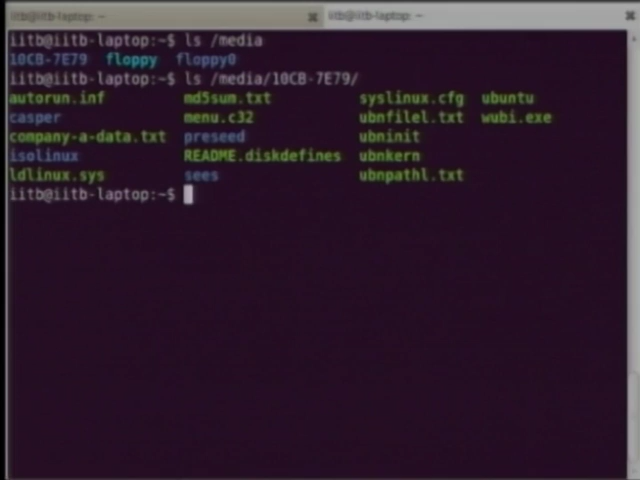 iitb@iitb-laptop: ~ iitb@iitb-laptop: ~
iitb@iitb-laptop:~$ ls /media
10CB-7E79 floppy floppy0
iitb@iitb-laptop:~$ ls /media/10CB-7E79/
autorun.inf md5sum.txt syslinux.cfg ubuntu
casper menu.c32 ubnfilel.txt wubi.exe
company-a-data.txt preseed ubninit
isolinux README.diskdefines ubnkern
ldlinux.sys sees ubnpathl.txt
iitb@iitb-laptop:~$